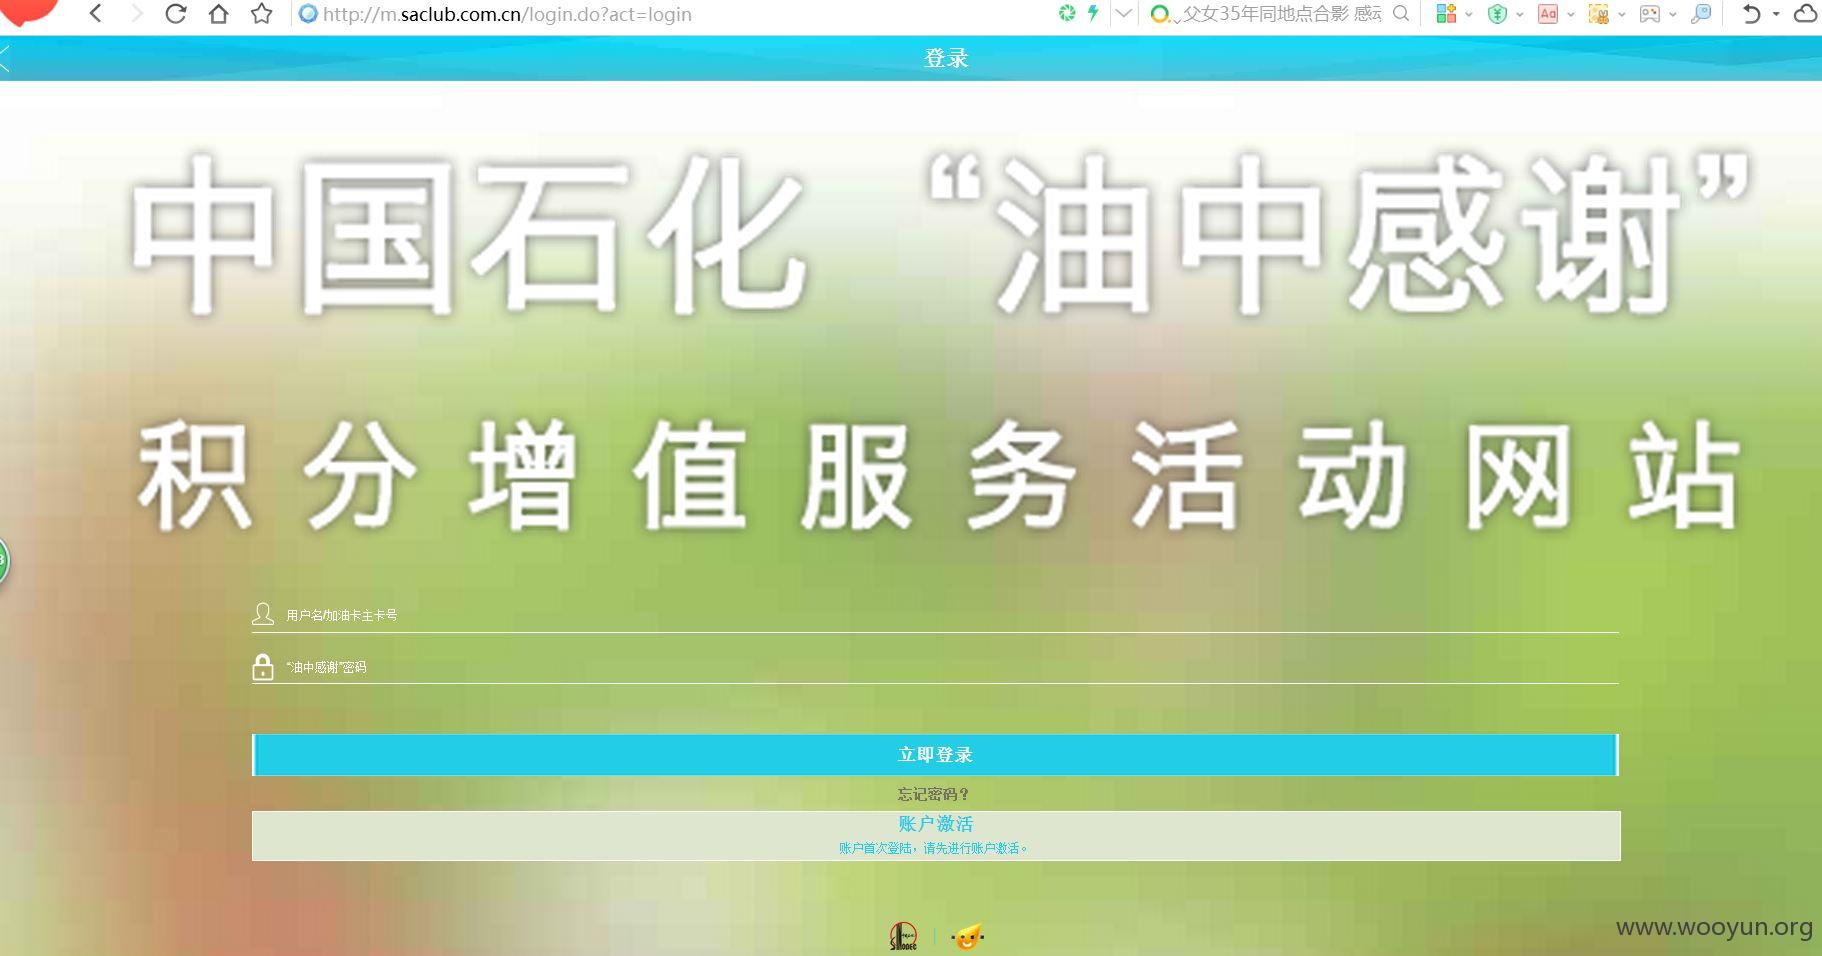 http://m.saclub.com.cn/login.do?act=login
父女35年同地点合影 感动
登录
中国石化 “油中感谢”
积分增值服务活动网站
用户名/加油卡主卡号
“油中感谢”密码
立即登录
忘记密码？
账户激活
账户首次登陆，请先进行账户激活。
www.wooyun.org